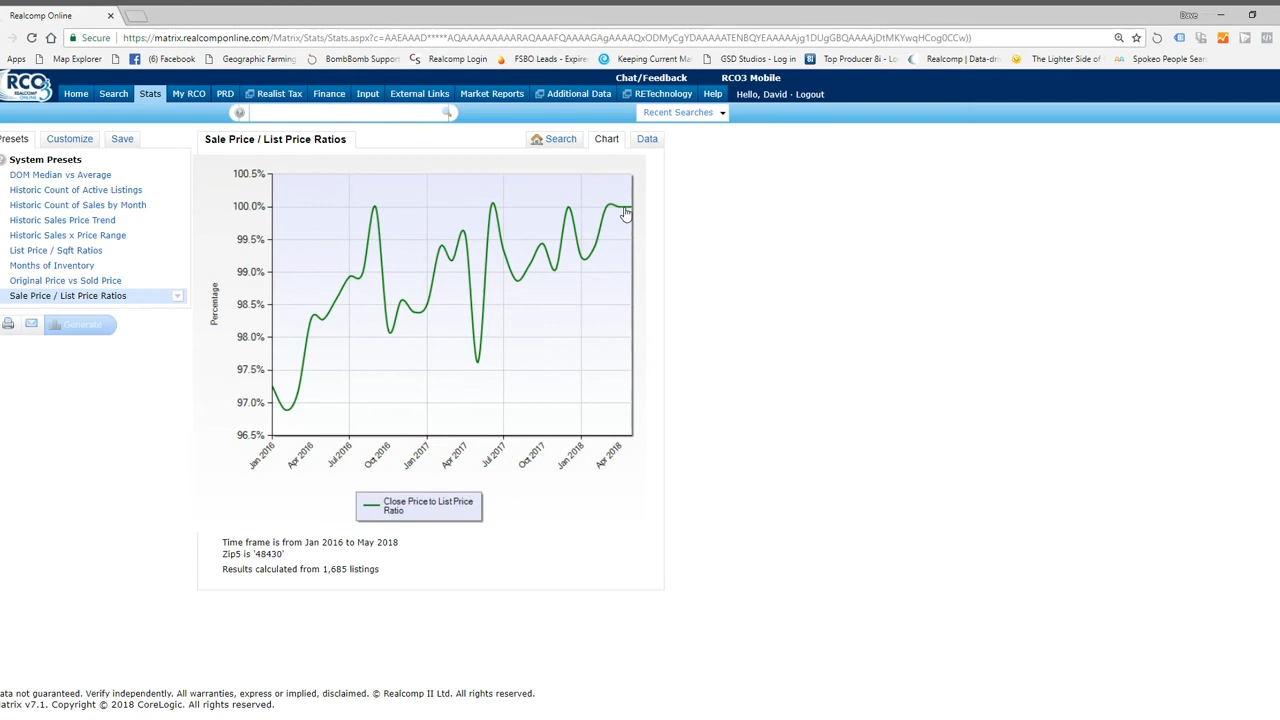 Realcomp Online
Dave
Secure
https://matrix.realcomponline.com/Matrix/Stats/Stats.aspx?c=AAEAAAD*****AQAAAAAAAAARAQAAAFQAAAAGAgAAAAQxODMyCgYDAAAAATENBQYEAAAAAjg1DUgGBQAAAAjDtMKYwqHCog0CCw))
Apps
Map Explorer
(6) Facebook
Geographic Farming
BombBomb Support
Realcomp Login
FSBO Leads - Expire
Keeping Current Ma
GSD Studios - Log in
Top Producer 8i - Lo
Realcomp | Data-dri
The Lighter Side of
Spokeo People Sear
RCO3
REALCOMP
ONLINE
Chat/Feedback
RCO3 Mobile
Home
Search
Stats
My RCO
PRD
Realist Tax
Finance
Input
External Links
Market Reports
Additional Data
RETechnology
Help
Hello, David
Logout
Recent Searches
Presets
Customize
Save
System Presets
DOM Median vs Average
Historic Count of Active Listings
Historic Count of Sales by Month
Historic Sales Price Trend
Historic Sales x Price Range
List Price / Sqft Ratios
Months of Inventory
Original Price vs Sold Price
Sale Price / List Price Ratios
Generate
Sale Price / List Price Ratios
Search
Chart
Data
100.5%
100.0%
99.5%
99.0%
98.5%
98.0%
97.5%
97.0%
96.5%
Percentage
Jan 2016
Apr 2016
Jul 2016
Oct 2016
Jan 2017
Apr 2017
Jul 2017
Oct 2017
Jan 2018
Apr 2018
Close Price to List Price
Ratio
Time frame is from Jan 2016 to May 2018
Zip5 is '48430'
Results calculated from 1,685 listings
ata not guaranteed. Verify independently. All warranties, express or implied, disclaimed. © Realcomp II Ltd. All rights reserved.
atrix v7.1. Copyright © 2018 CoreLogic. All rights reserved.